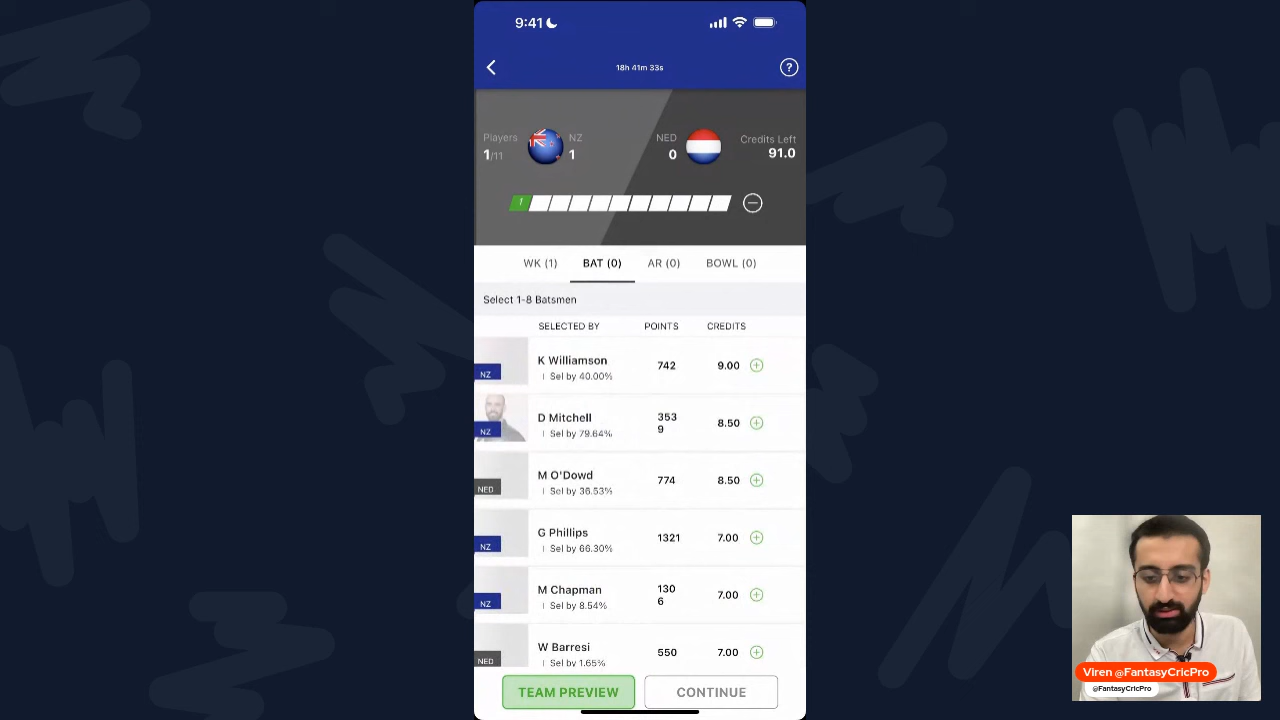 9:41
18h 41m 33s
?
Players
1/11
NZ
1
NED
0
Credits Left
91.0
1
WK (1)
BAT (0)
AR (0)
BOWL (0)
Select 1-8 Batsmen
SELECTED BY
POINTS
CREDITS
NZ
K Williamson
Sel by 40.00%
742
9.00
NZ
D Mitchell
Sel by 79.64%
353
9
8.50
NED
M O'Dowd
Sel by 36.53%
774
8.50
NZ
G Phillips
Sel by 66.30%
1321
7.00
NZ
M Chapman
Sel by 8.54%
130
6
7.00
NED
W Barresi
Sel by 1.65%
550
7.00
TEAM PREVIEW
CONTINUE
Viren @FantasyCricPro
@FantasyCricPro